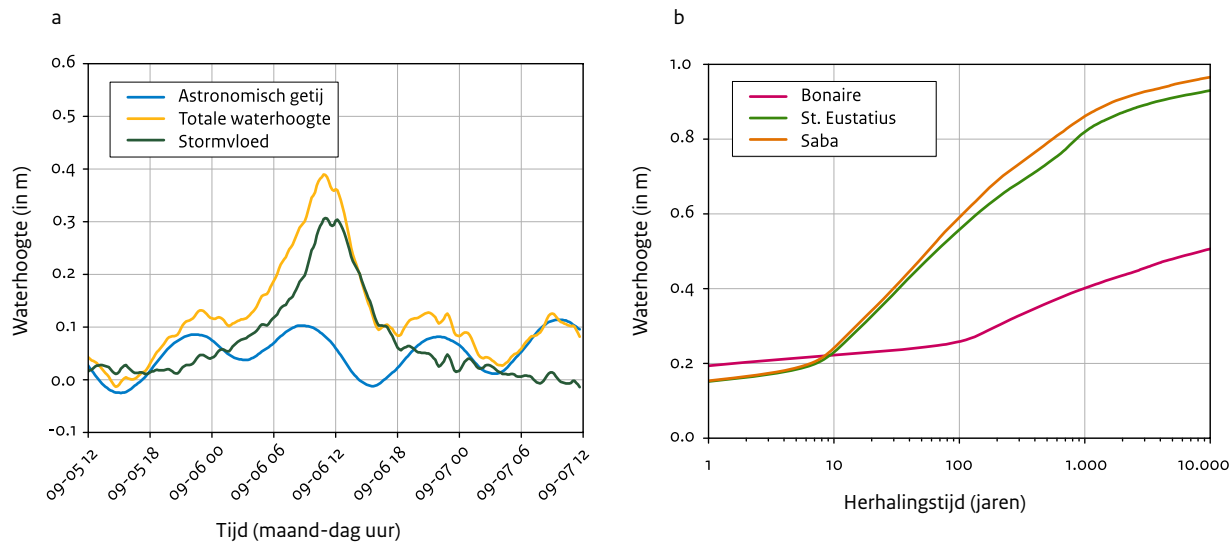 a
Waterhoogte (in m)
0.6
0.5
0.4
0.3
0.2
0.1
0.0
-0.1
Astronomisch getij
Totale waterhoogte
Stormvloed
09-05 12
09-05 18
09-06 00
09-06 06
09-06 12
09-06 18
09-07 00
09-07 06
09-07 12
Tijd (maand-dag uur)
b
Waterhoogte (in m)
1.0
0.8
0.6
0.4
0.2
0.0
Bonaire
St. Eustatius
Saba
1 10 100 1.000 10.000
Herhalingstijd (jaren)